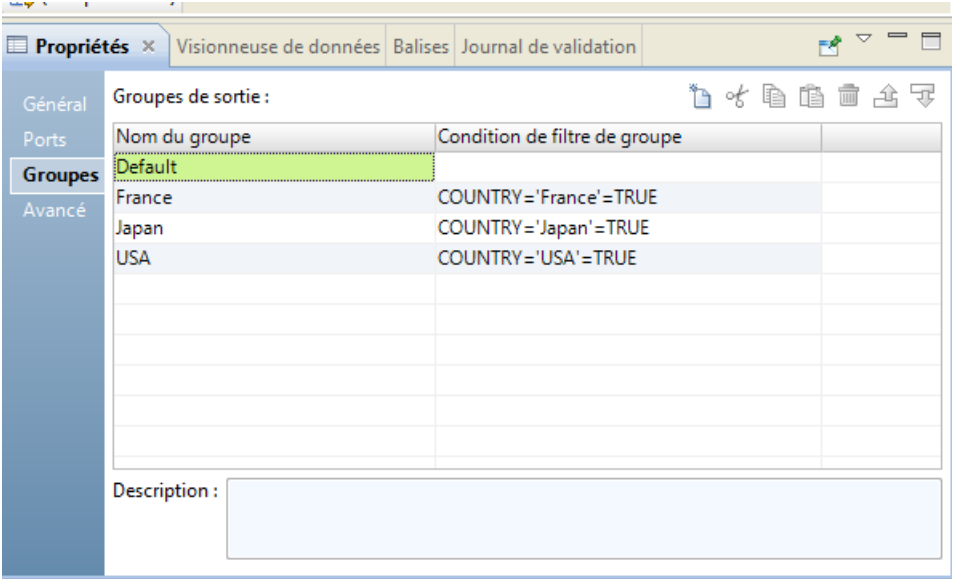 Propriétés Visionneuse de données Balises Journal de validation
Général
Ports
Groupes
Avancé
Groupes de sortie :
Nom du groupe Condition de filtre de groupe
Default
France COUNTRY='France'=TRUE
Japan COUNTRY='Japan'=TRUE
USA COUNTRY='USA'=TRUE
Description :